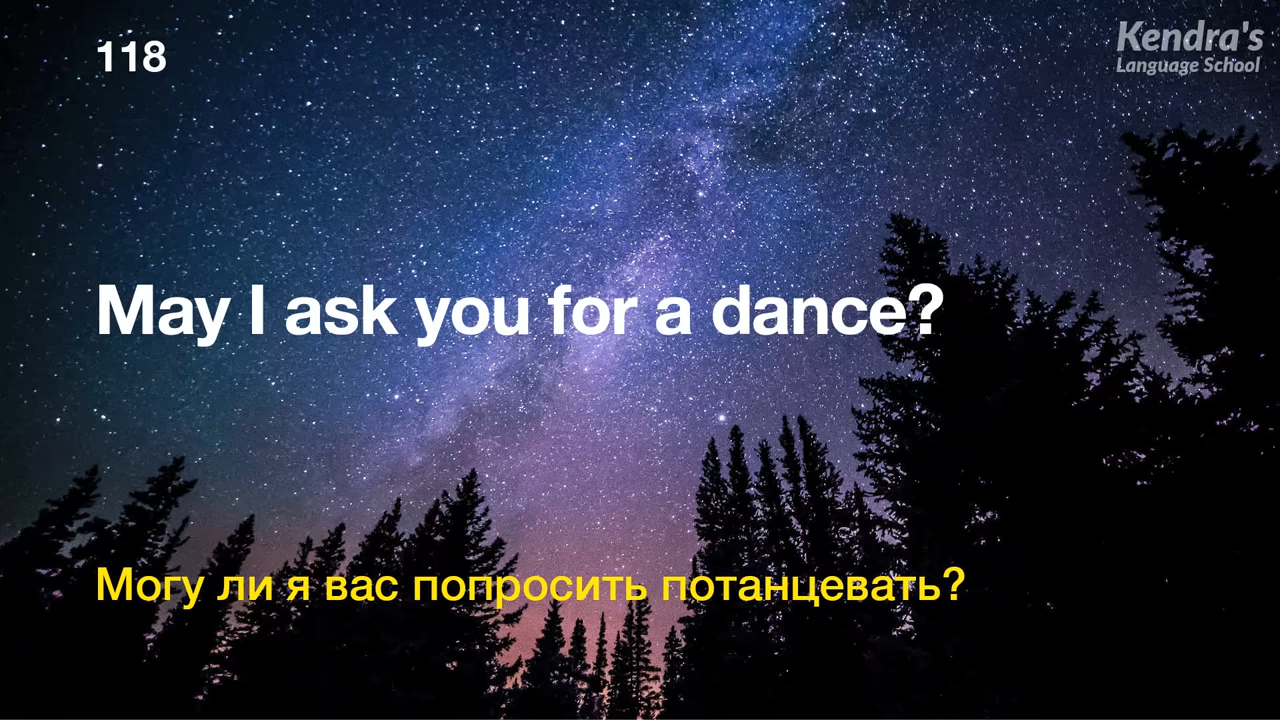 118
Kendra's
Language School
May I ask you for a dance?
Могу ли я вас попросить потанцевать?